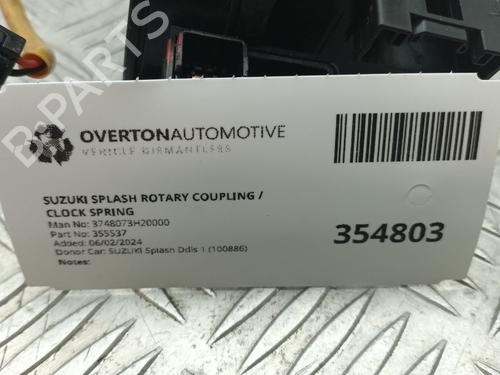 B-PARTS
OVERTONAUTOMOTIVE
VEHICLE DISMANTLERS
SUZUKI SPLASH ROTARY COUPLING /
CLOCK SPRING
Man No: 3748073H20000
Part No: 355537
Added: 06/02/2024
Donor Car: SUZUKI Splash Ddis 1 (100886)
Notes:
354803